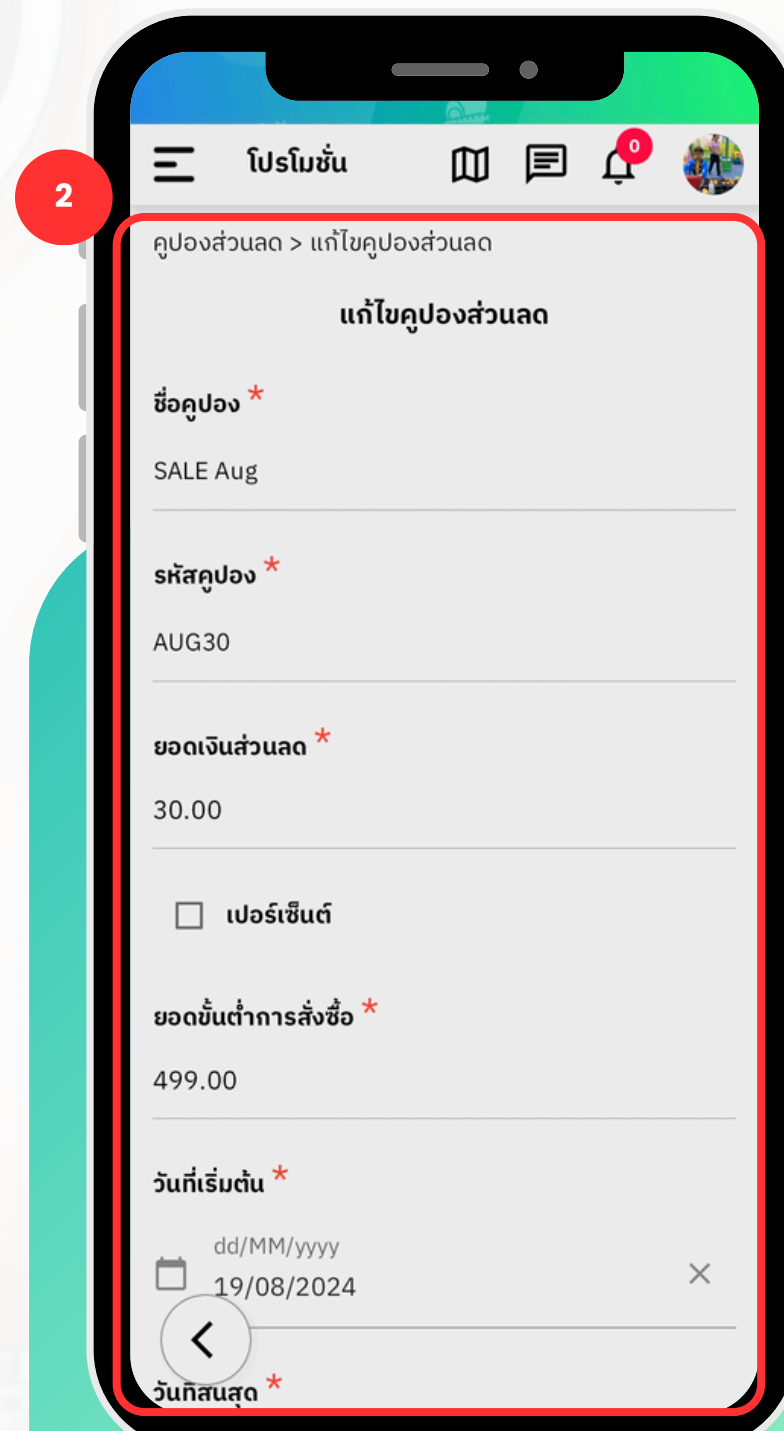 2
โปรโมชั่น
0
คูปองส่วนลด > แก้ไขคูปองส่วนลด
แก้ไขคูปองส่วนลด
ชื่อคูปอง *
SALE Aug
รหัสคูปอง *
AUG30
ยอดเงินส่วนลด *
30.00
เปอร์เซ็นต์
ยอดขั้นต่ำการสั่งซื้อ *
499.00
วันที่เริ่มต้น *
dd/MM/yyyy
19/08/2024
วันที่สิ้นสุด *